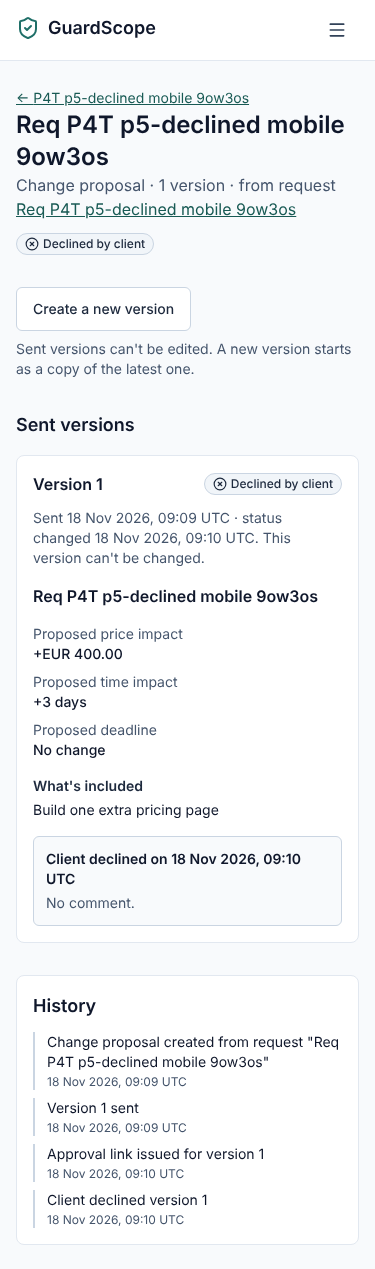 GuardScope
← P4T p5-declined mobile 9ow3os
Req P4T p5-declined mobile
9ow3os
Change proposal · 1 version · from request
Req P4T p5-declined mobile 9ow3os
Declined by client
Create a new version
Sent versions can't be edited. A new version starts
as a copy of the latest one.
Sent versions
Version 1
Declined by client
Sent 18 Nov 2026, 09:09 UTC · status
changed 18 Nov 2026, 09:10 UTC. This
version can't be changed.
Req P4T p5-declined mobile 9ow3os
Proposed price impact
+EUR 400.00
Proposed time impact
+3 days
Proposed deadline
No change
What's included
Build one extra pricing page
Client declined on 18 Nov 2026, 09:10
UTC
No comment.
History
Change proposal created from request "Req
P4T p5-declined mobile 9ow3os"
18 Nov 2026, 09:09 UTC
Version 1 sent
18 Nov 2026, 09:09 UTC
Approval link issued for version 1
18 Nov 2026, 09:10 UTC
Client declined version 1
18 Nov 2026, 09:10 UTC